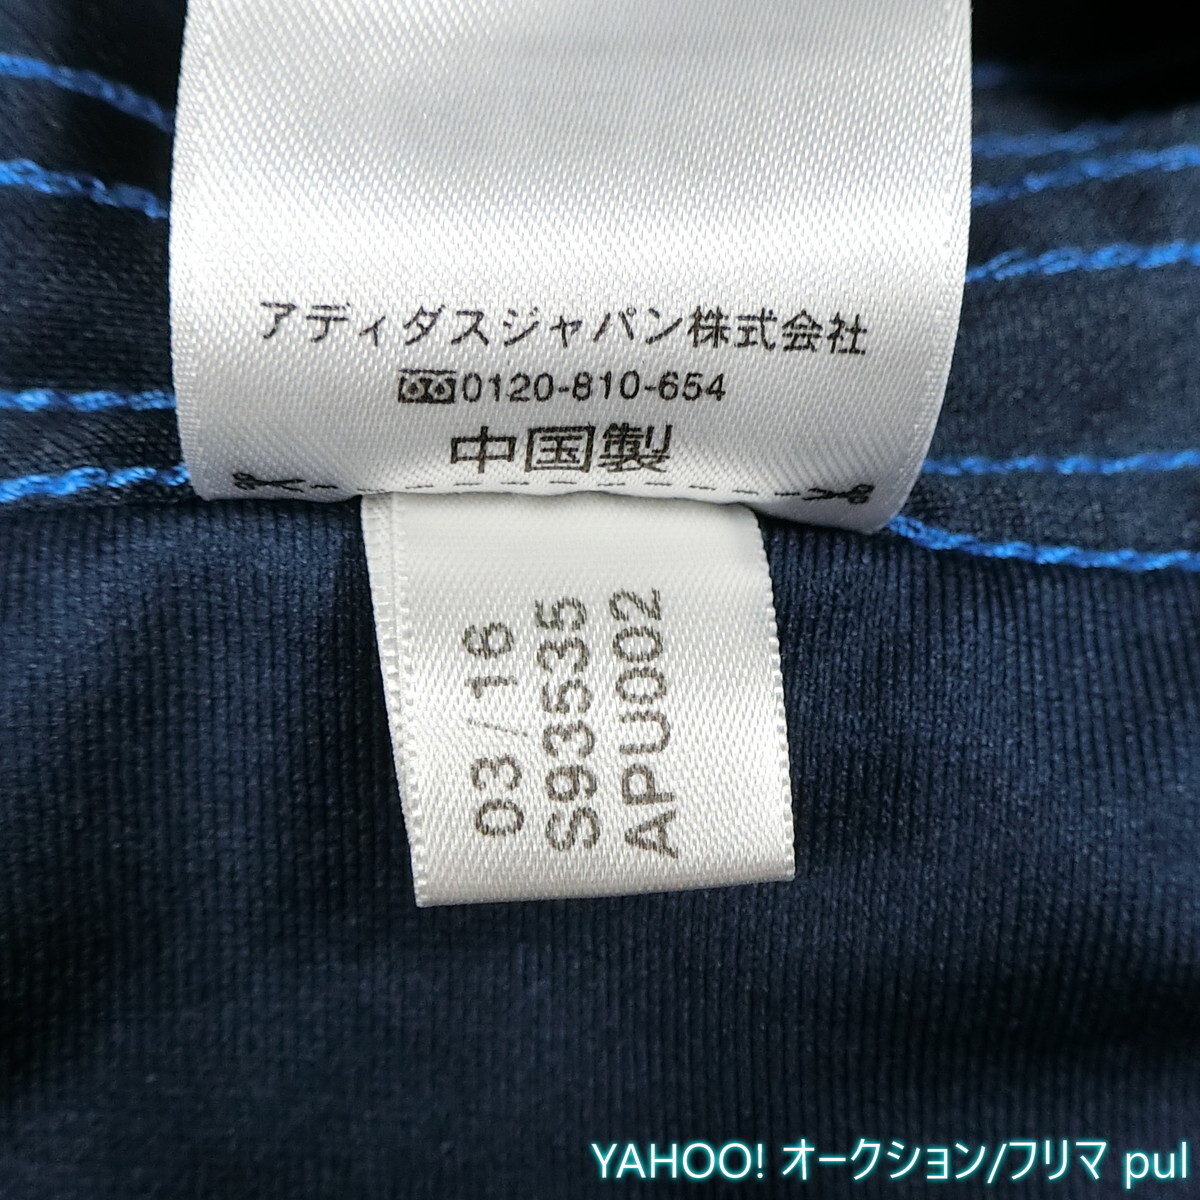 アディダスジャパン株式会社
0120-810-654
中国製
03/16
S93535
APU002
YAHOO! オークション/フリマ pul